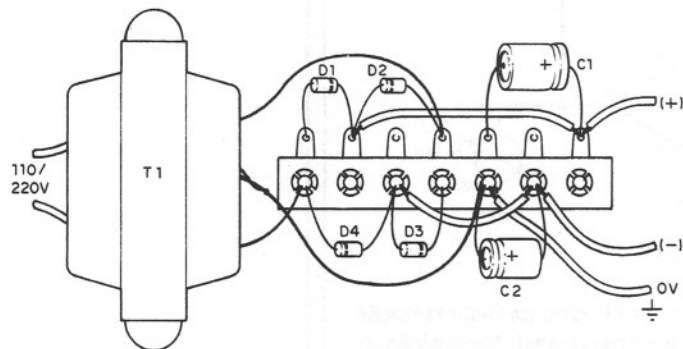 D1
D2
+
C1
(+)
110/
220V
T1
D4
D3
+
C2
(-)
0V